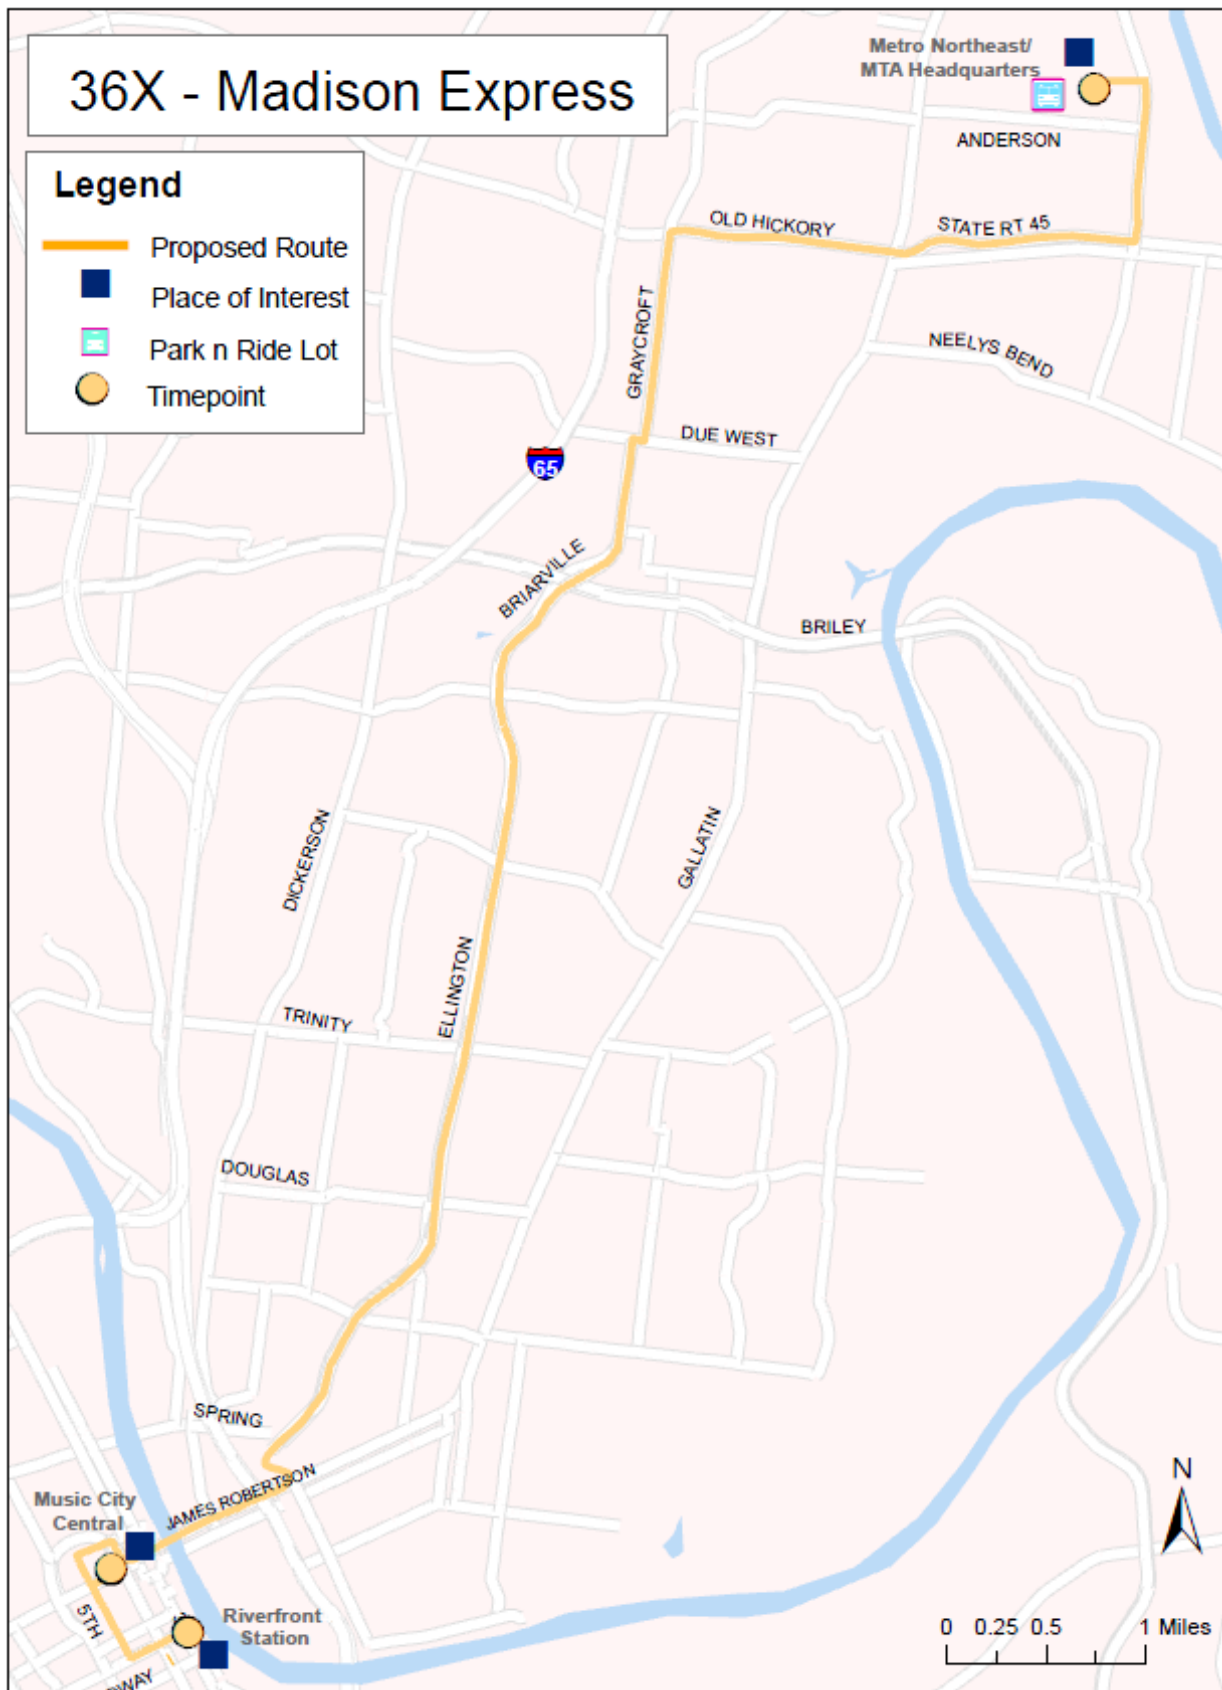 36X - Madison Express
Metro Northeast/
MTA Headquarters
Legend
Proposed Route
Place of Interest
Park n Ride Lot
Timepoint
ANDERSON
OLD HICKORY
STATE RT 45
GRAYCROFT
NEELYS BEND
DUE WEST
65
BRIARVILLE
BRILEY
DICKERSON
GALLATIN
ELLINGTON
TRINITY
DOUGLAS
SPRING
JAMES ROBERTSON
Music City
Central
N
5TH
Riverfront
Station
0 0.25 0.5 1 Miles